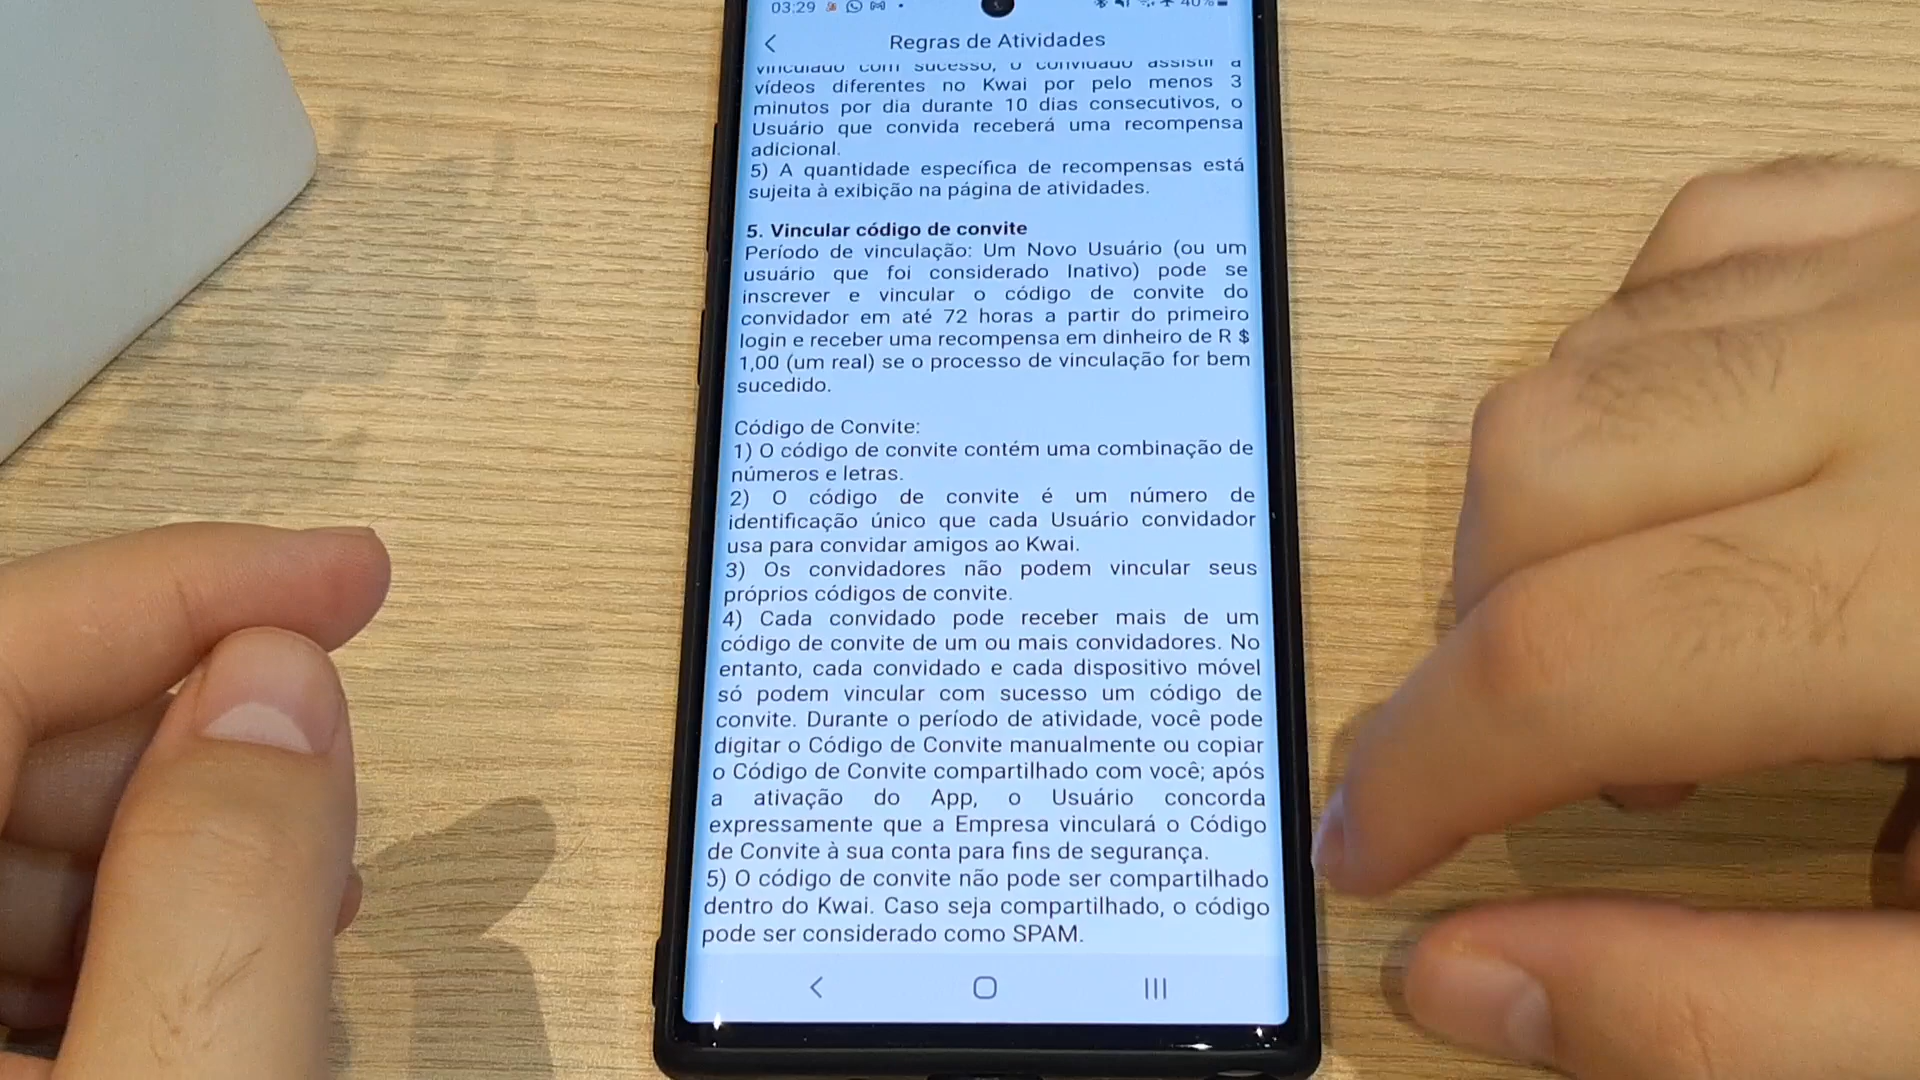 03:29
40%
Regras de Atividades
vinculado com sucesso, o convidado assistir a
vídeos diferentes no Kwai por pelo menos 3
minutos por dia durante 10 dias consecutivos, o
Usuário que convida receberá uma recompensa
adicional.
5) A quantidade específica de recompensas está
sujeita à exibição na página de atividades.
5. Vincular código de convite
Período de vinculação: Um Novo Usuário (ou um
usuário que foi considerado Inativo) pode se
inscrever e vincular o código de convite do
convidador em até 72 horas a partir do primeiro
login e receber uma recompensa em dinheiro de R $
1,00 (um real) se o processo de vinculação for bem
sucedido.
Código de Convite:
1) O código de convite contém uma combinação de
números e letras.
2) O código de convite é um número de
identificação único que cada Usuário convidador
usa para convidar amigos ao Kwai.
3) Os convidadores não podem vincular seus
próprios códigos de convite.
4) Cada convidado pode receber mais de um
código de convite de um ou mais convidadores. No
entanto, cada convidado e cada dispositivo móvel
só podem vincular com sucesso um código de
convite. Durante o período de atividade, você pode
digitar o Código de Convite manualmente ou copiar
o Código de Convite compartilhado com você; após
a ativação do App, o Usuário concorda
expressamente que a Empresa vinculará o Código
de Convite à sua conta para fins de segurança.
5) O código de convite não pode ser compartilhado
dentro do Kwai. Caso seja compartilhado, o código
pode ser considerado como SPAM.